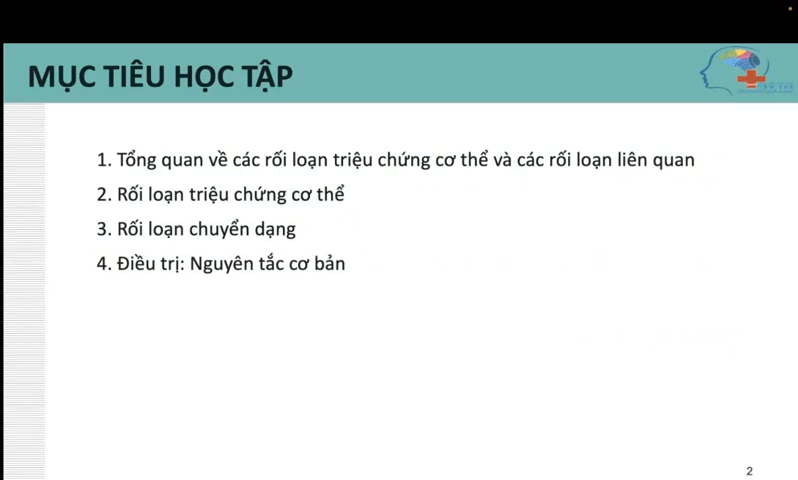 MỤC TIÊU HỌC TẬP
1. Tổng quan về các rối loạn triệu chứng cơ thể và các rối loạn liên quan
2. Rối loạn triệu chứng cơ thể
3. Rối loạn chuyển dạng
4. Điều trị: Nguyên tắc cơ bản
2